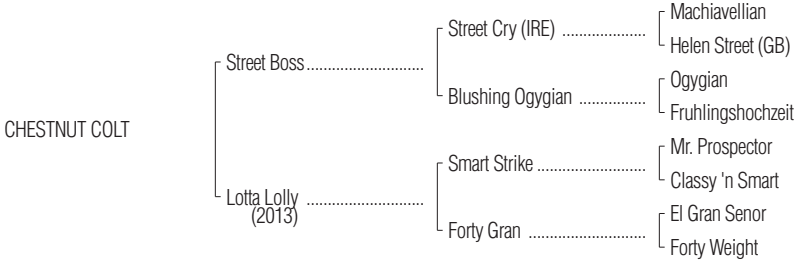 Machiavellian
Street Cry (IRE) ....................
Helen Street (GB)
Street Boss...........................
Ogygian
Blushing Ogygian ................
Fruhlingshochzeit
CHESTNUT COLT
Mr. Prospector
Smart Strike .........................
Classy 'n Smart
Lotta Lolly ...........................
(2013)
El Gran Senor
Forty Gran ...........................
Forty Weight